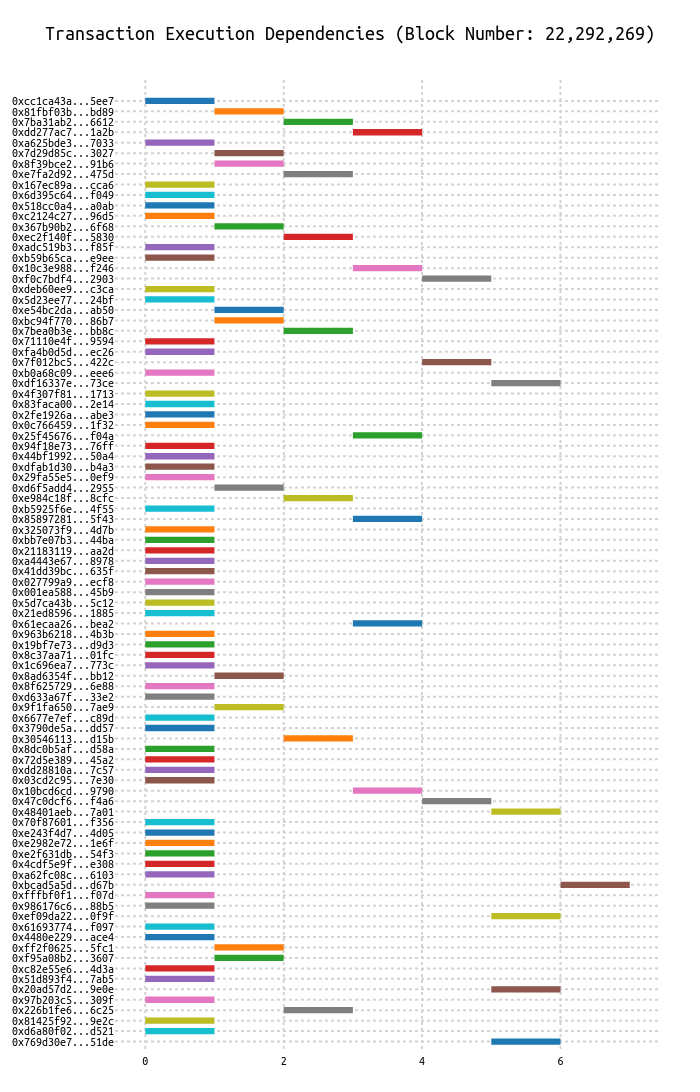 Transaction Execution Dependencies (Block Number: 22,292,269)
0xcc1ca43a...5ee7
0x81fbf03b...bd89
0x7ba31ab2...6612
0xdd277ac7...1a2b
0xa625bde3...7033
0x7d29d85c...3027
0x8f39bce2...91b6
0xe7fa2d92...475d
0x167ec89a...cca6
0x6d395c64...f049
0x518cc0a4...a0ab
0xc2124c27...96d5
0x367b90b2...6f68
0xec2f140f...5830
0xadc519b3...f85f
0xb59b65ca...e9ee
0x10c3e988...f246
0xf0c7bdf4...2903
0xdeb60ee9...c3ca
0x5d23ee77...24bf
0xe54bc2da...ab50
0xbc94f770...86b7
0x7bea0b3e...bb8c
0x71110e4f...9594
0xfa4b0d5d...ec26
0x7f012bc5...422c
0xb0a68c09...eee6
0xdf16337e...73ce
0x4f307f81...1713
0x83faca00...2e14
0x2fe1926a...abe3
0x0c766459...1f32
0x25f45676...f04a
0x94f18e73...76ff
0x44bf1992...50a4
0xdfab1d30...b4a3
0x29fa55e5...0ef9
0xd6f5add4...2955
0xe984c18f...8cfc
0xb5925f6e...4f55
0x85897281...5f43
0x325073f9...4d7b
0xbb7e07b3...44ba
0x21183119...aa2d
0xa4443e67...8978
0x41dd39bc...635f
0x027799a9...ecf8
0x001ea588...45b9
0x5d7ca43b...5c12
0x21ed8596...1885
0x61ecaa26...bea2
0x963b6218...4b3b
0x19bf7e73...d9d3
0x8c37aa71...01fc
0x1c696ea7...773c
0x8ad6354f...bb12
0x8f625729...6e88
0xd633a67f...33e2
0x9f1fa650...7ae9
0x6677e7ef...c89d
0x3790de5a...dd57
0x30546113...d15b
0x8dc0b5af...d58a
0x72d5e389...45a2
0xdd28810a...7c57
0x03cd2c95...7e30
0x10bcd6cd...9790
0x47c0dcf6...f4a6
0x48401aeb...7a01
0x70f87601...f356
0xe243f4d7...4d05
0xe2982e72...1e6f
0xe2f631db...54f3
0x4cdf5e9f...e308
0xa62fc08c...6103
0xbcad5a5d...d67b
0xfffbf0f1...f07d
0x986176c6...88b5
0xef09da22...0f9f
0x61693774...f097
0x4480e229...ace4
0xff2f0625...5fc1
0xf95a08b2...3607
0xc82e55e6...4d3a
0x51d893f4...7ab5
0x20ad57d2...9e0e
0x97b203c5...309f
0x226b1fe6...6c25
0x81425f92...9e2c
0xd6a80f02...d521
0x769d30e7...51de
0 2 4 6